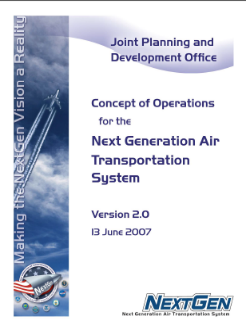 Making the NextGen Vision a Reality
Joint Planning and
Development Office
Concept of Operations
for the
Next Generation Air
Transportation
System
Version 2.0
13 June 2007
NEXTGEN
Next Generation Air Transportation System